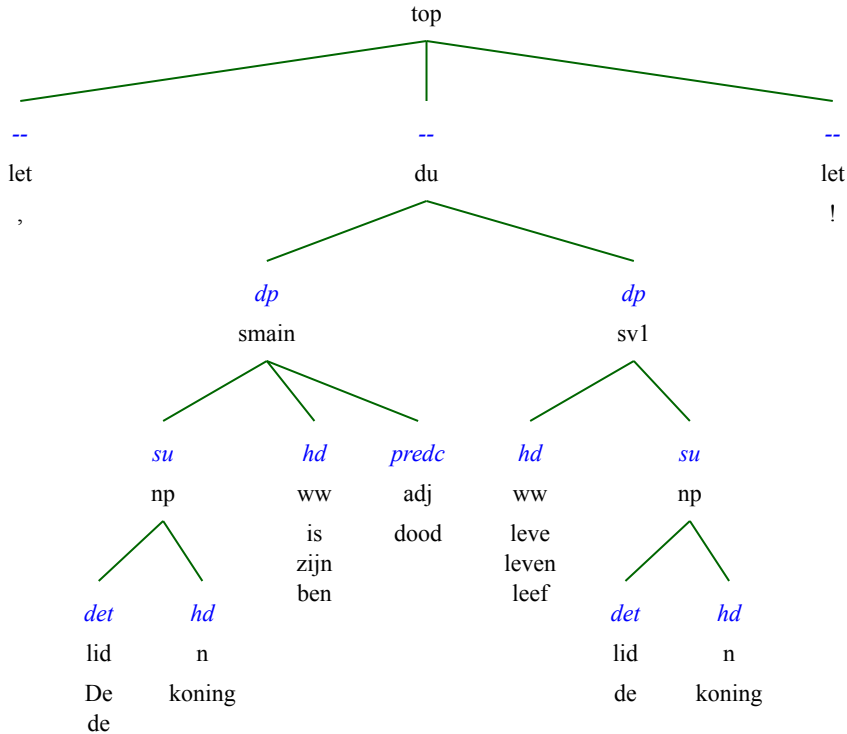 top
-- -- --
let du let
, !
dp dp
smain sv1
su hd predc hd su
np ww adj ww np
is dood leve
zijn leven
ben leef
det hd det hd
lid n lid n
De koning de koning
de